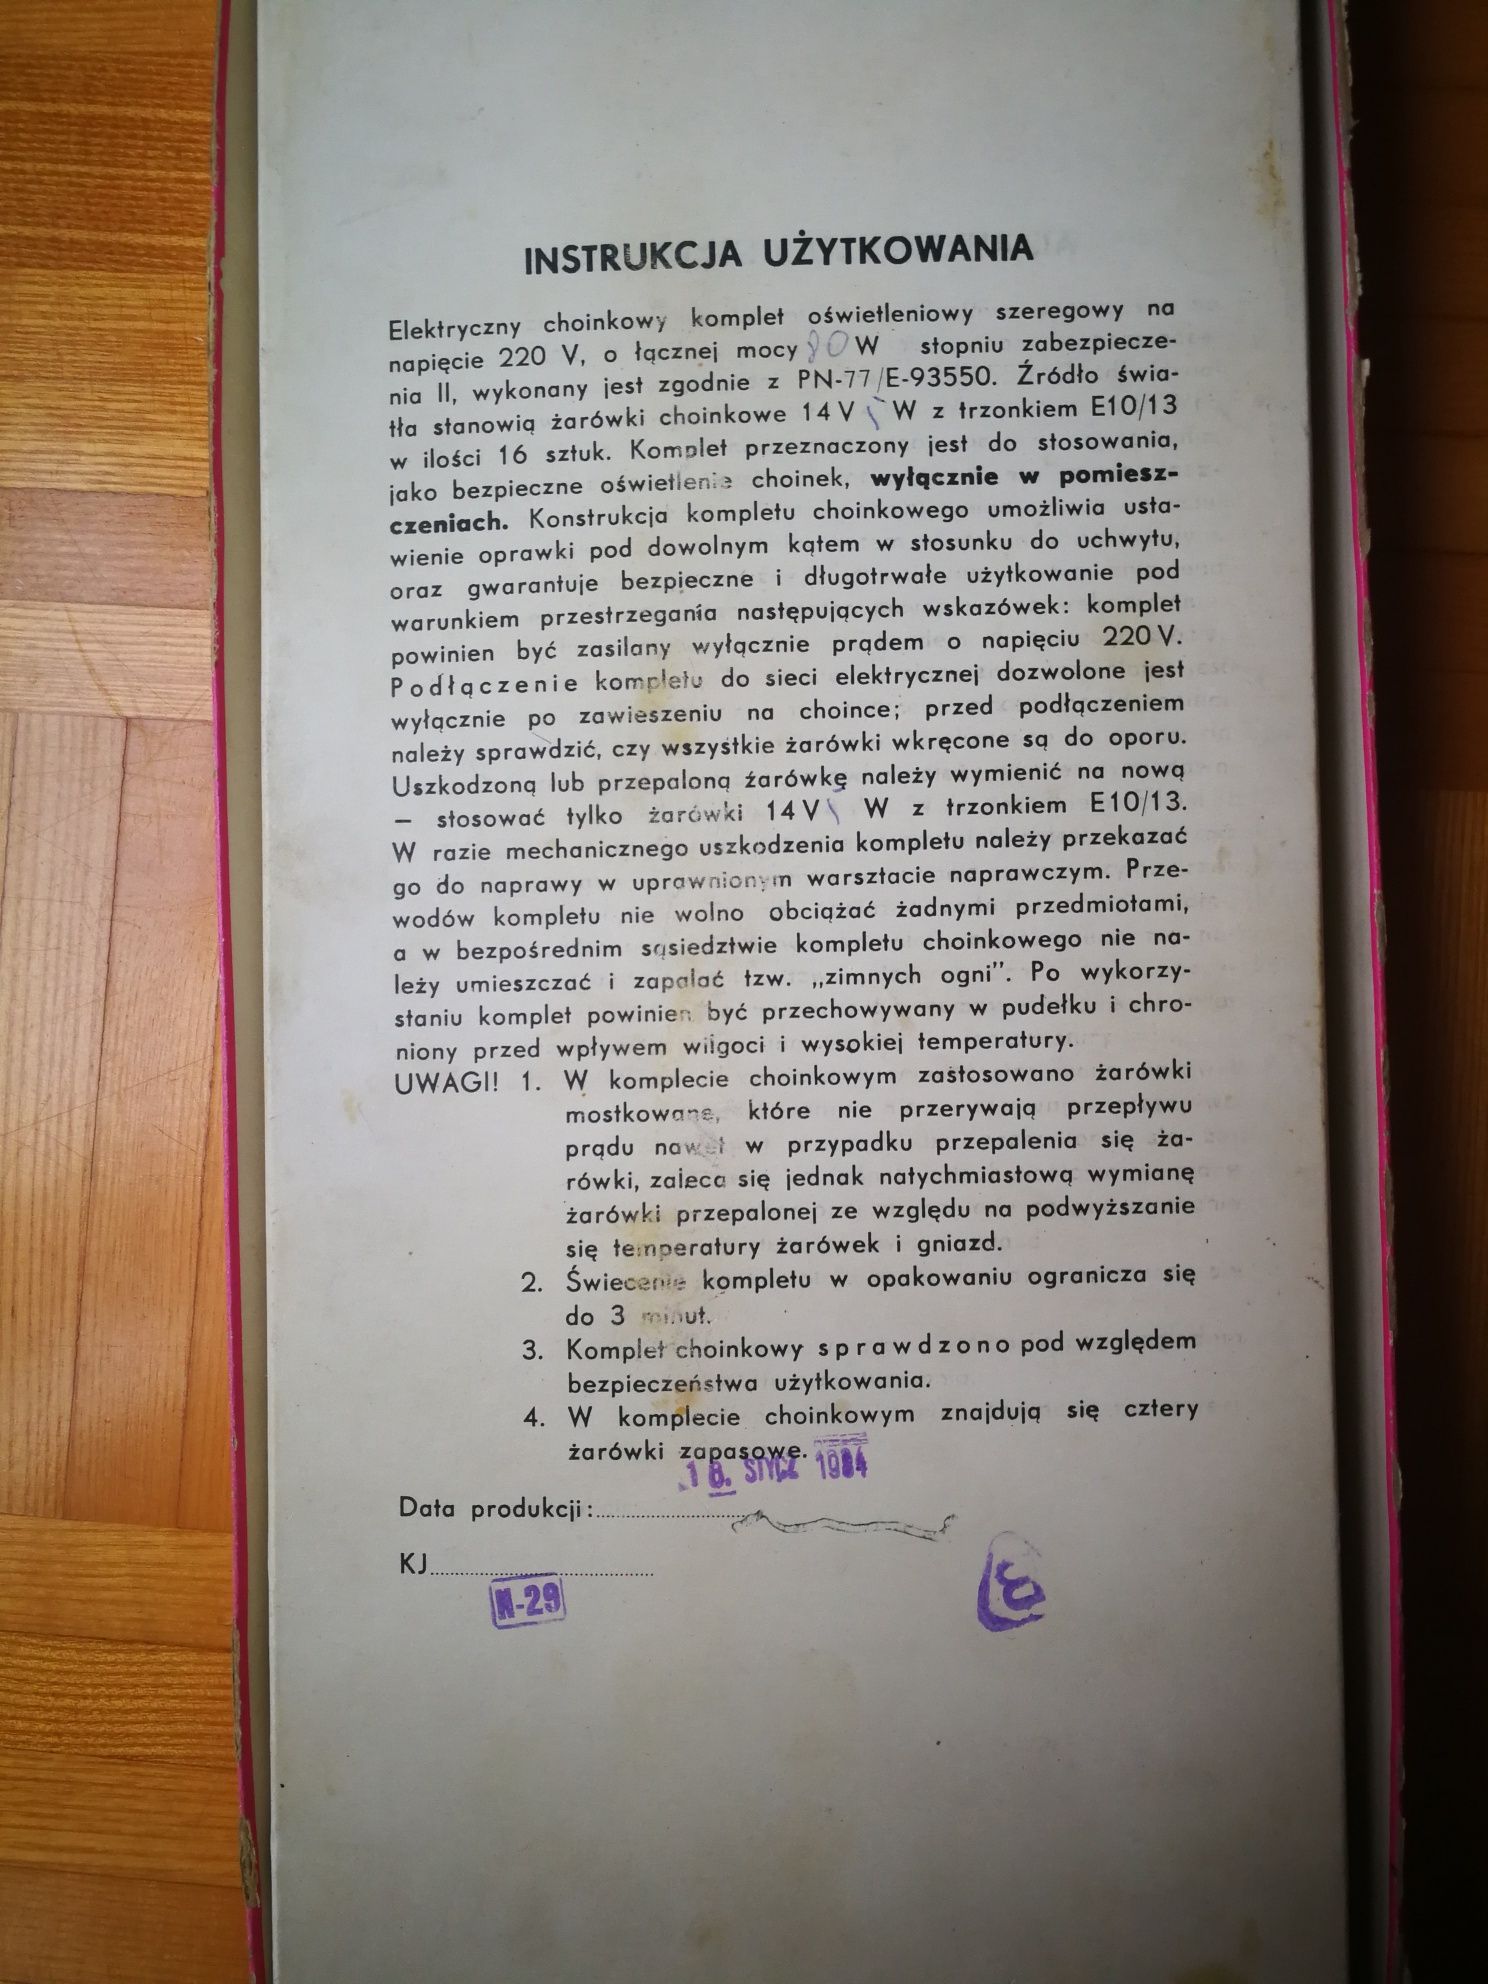 INSTRUKCJA UŻYTKOWANIA
Elektryczny choinkowy komplet oświetleniowy szeregowy na
napięcie 220 V, o łącznej mocy 80 W stopniu zabezpiecze-
nia II, wykonany jest zgodnie z PN-77/E-93550. Źródło świa-
tła stanowią żarówki choinkowe 14 V W z trzonkiem E10/13
w ilości 16 sztuk. Komplet przeznaczony jest do stosowania,
jako bezpieczne oświetlenie choinek, wyłącznie w pomiesz-
czeniach. Konstrukcja kompletu choinkowego umożliwia usta-
wienie oprawki pod dowolnym kątem w stosunku do uchwytu,
oraz gwarantuje bezpieczne i długotrwałe użytkowanie pod
warunkiem przestrzegania następujących wskazówek: komplet
powinien być zasilany wyłącznie prądem o napięciu 220 V.
Podłączenie kompletu do sieci elektrycznej dozwolone jest
wyłącznie po zawieszeniu na choince; przed podłączeniem
należy sprawdzić, czy wszystkie żarówki wkręcone są do oporu.
Uszkodzoną lub przepaloną źarówkę należy wymienić na nową
— stosować tylko żarówki 14 V W z trzonkiem E10/13.
W razie mechanicznego uszkodzenia kompletu należy przekazać
go do naprawy w uprawnionym warsztacie naprawczym. Prze-
wodów kompletu nie wolno obciążać żadnymi przedmiotami,
a w bezpośrednim sąsiedztwie kompletu choinkowego nie na-
leży umieszczać i zapalać tzw. „zimnych ogni". Po wykorzy-
staniu komplet powinien być przechowywany w pudełku i chro-
niony przed wpływem wilgoci i wysokiej temperatury.
UWAGI! 1. W komplecie choinkowym zastosowano żarówki
mostkowane, które nie przerywają przepływu
prądu nawet w przypadku przepalenia się ża-
rówki, zaleca się jednak natychmiastową wymianę
żarówki przepalonej ze względu na podwyższanie
się temperatury żarówek i gniazd.
2. Świecenie kompletu w opakowaniu ogranicza się
do 3 minut.
3. Komplet choinkowy sprawdzono pod względem
bezpieczeństwa użytkowania.
4. W komplecie choinkowym znajdują się cztery
żarówki zapasowe.
STYCZ 1984
Data produkcji:
KJ
N-29